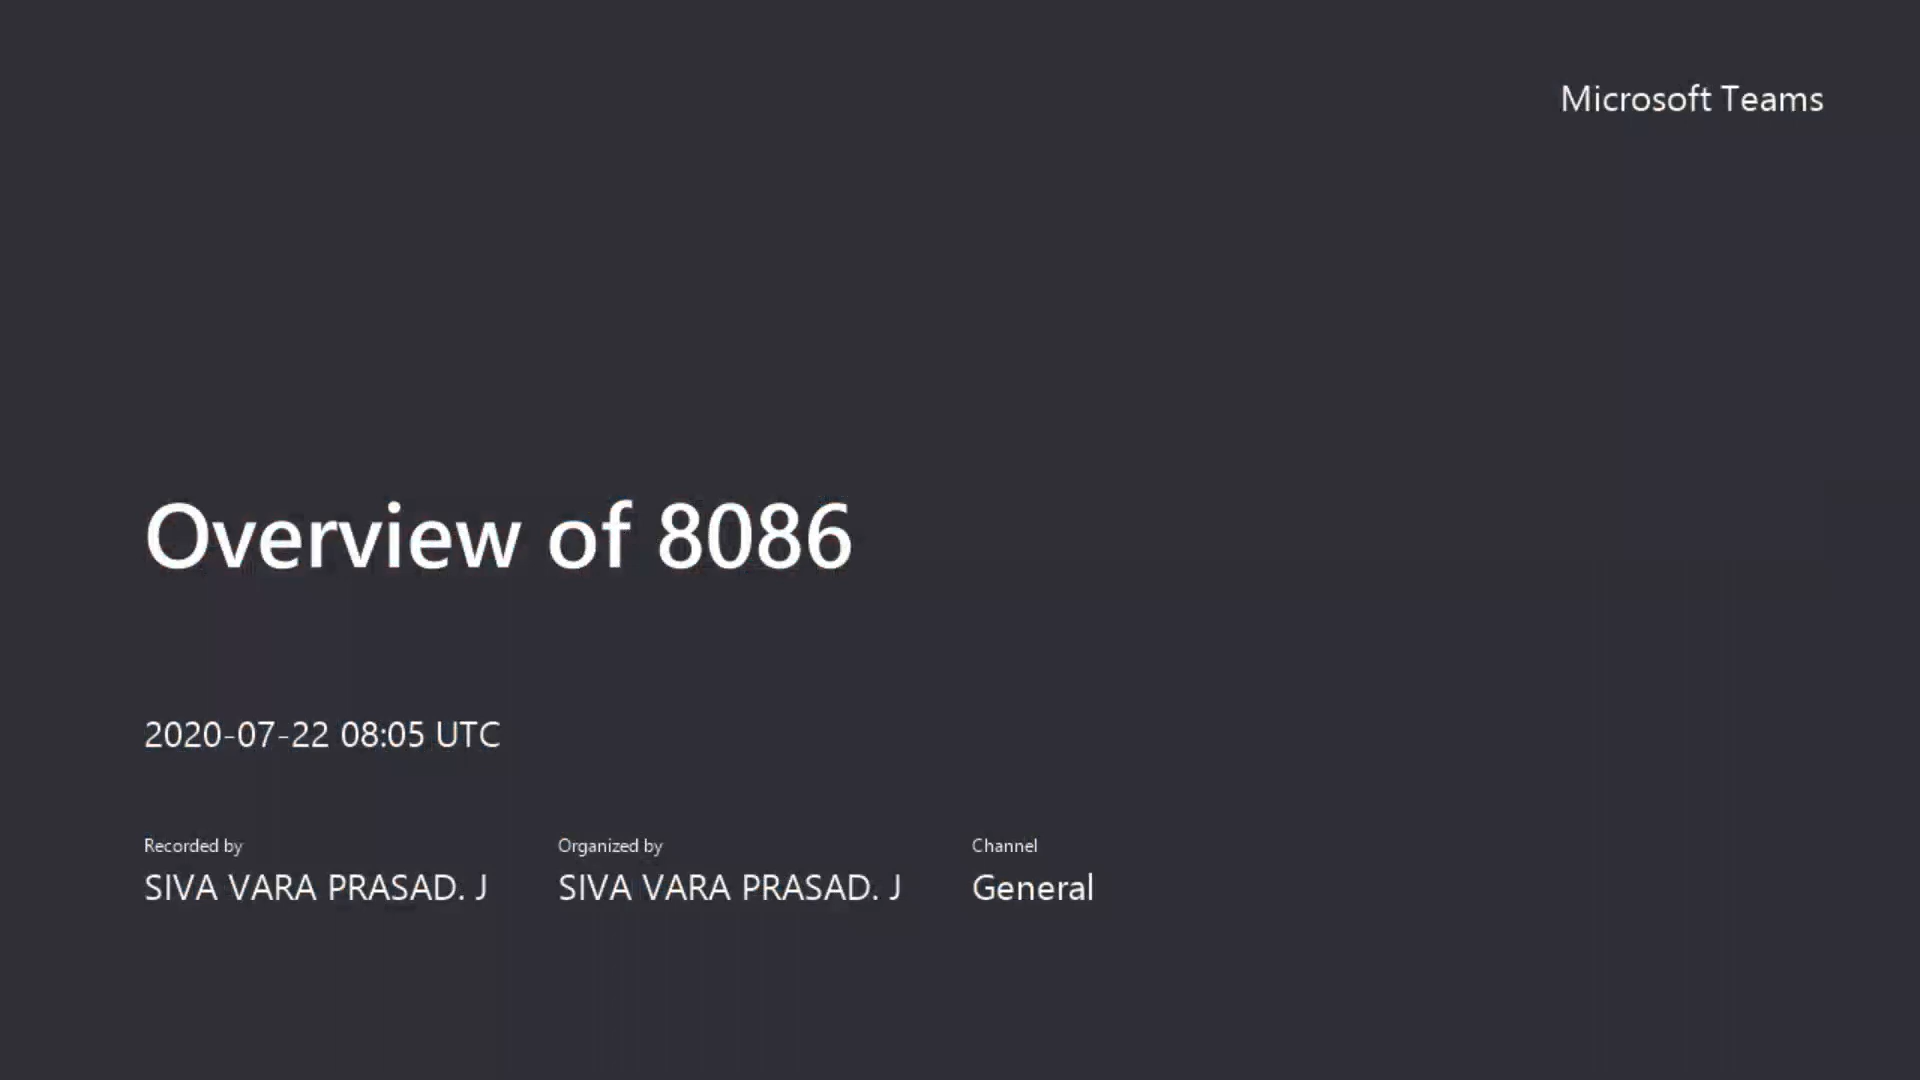 Microsoft Teams
Overview of 8086
2020-07-22 08:05 UTC
Recorded by
SIVA VARA PRASAD. J
Organized by
SIVA VARA PRASAD. J
Channel
General